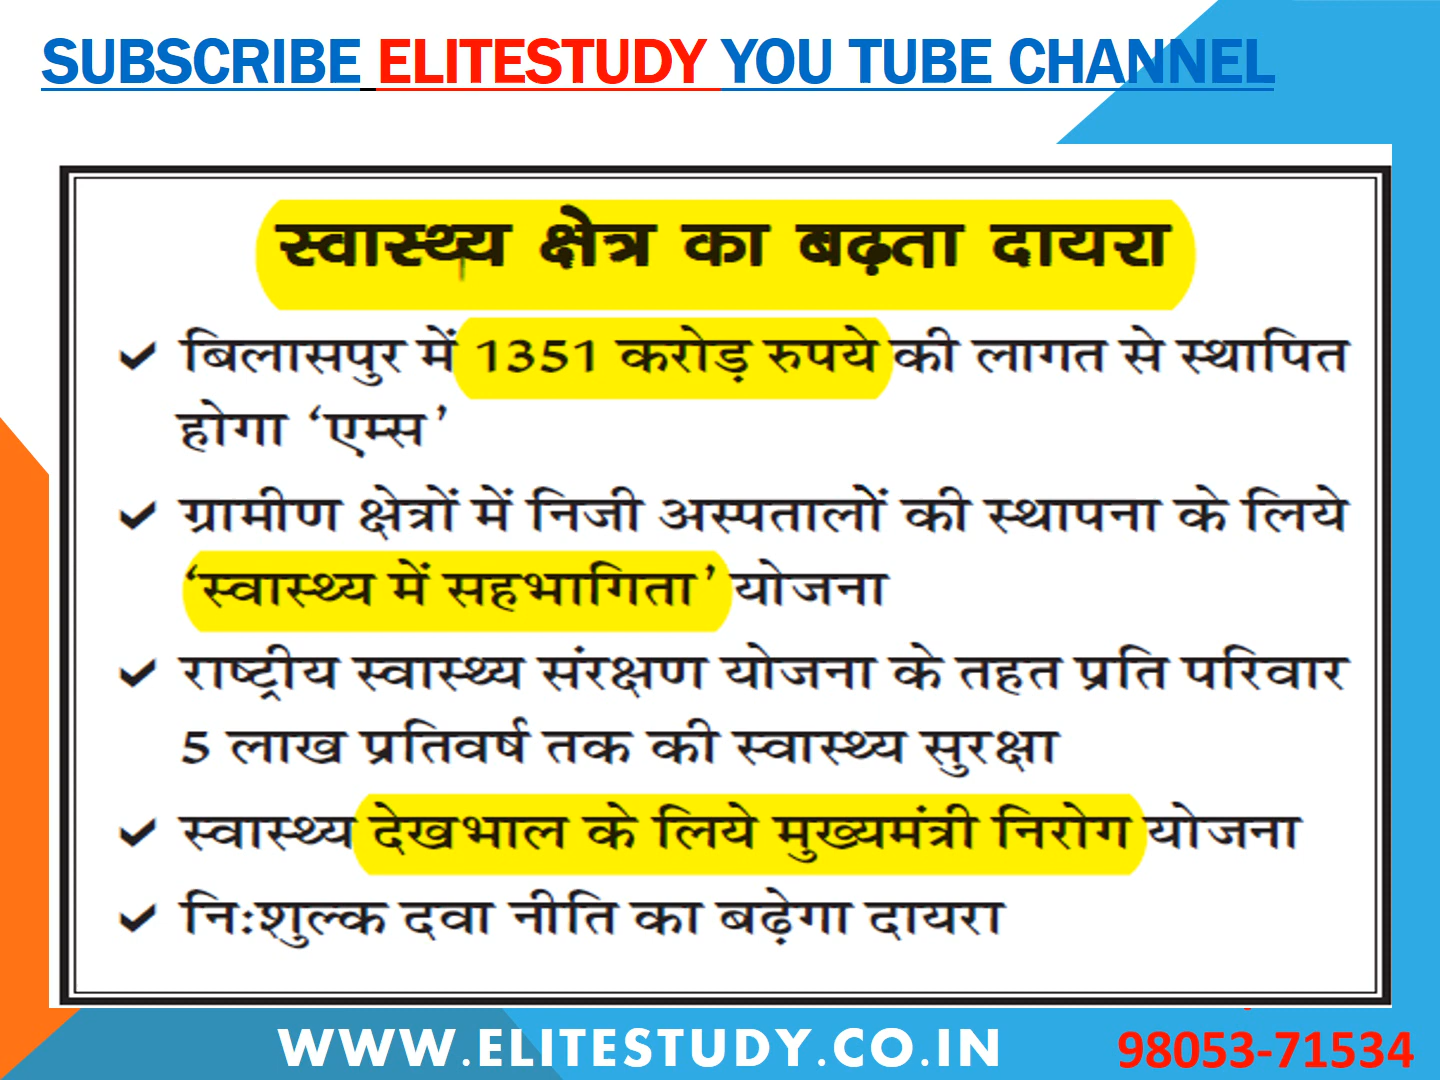 SUBSCRIBE ELITESTUDY YOU TUBE CHANNEL
स्वास्थ्य क्षेत्र का बढ़ता दायरा
✓ बिलासपुर में 1351 करोड़ रुपये की लागत से स्थापित
होगा ‘एम्स’
✓ ग्रामीण क्षेत्रों में निजी अस्पतालों की स्थापना के लिये
‘स्वास्थ्य में सहभागिता’ योजना
✓ राष्ट्रीय स्वास्थ्य संरक्षण योजना के तहत प्रति परिवार
5 लाख प्रतिवर्ष तक की स्वास्थ्य सुरक्षा
✓ स्वास्थ्य देखभाल के लिये मुख्यमंत्री निरोग योजना
✓ निःशुल्क दवा नीति का बढ़ेगा दायरा
WWW.ELITESTUDY.CO.IN
98053-71534